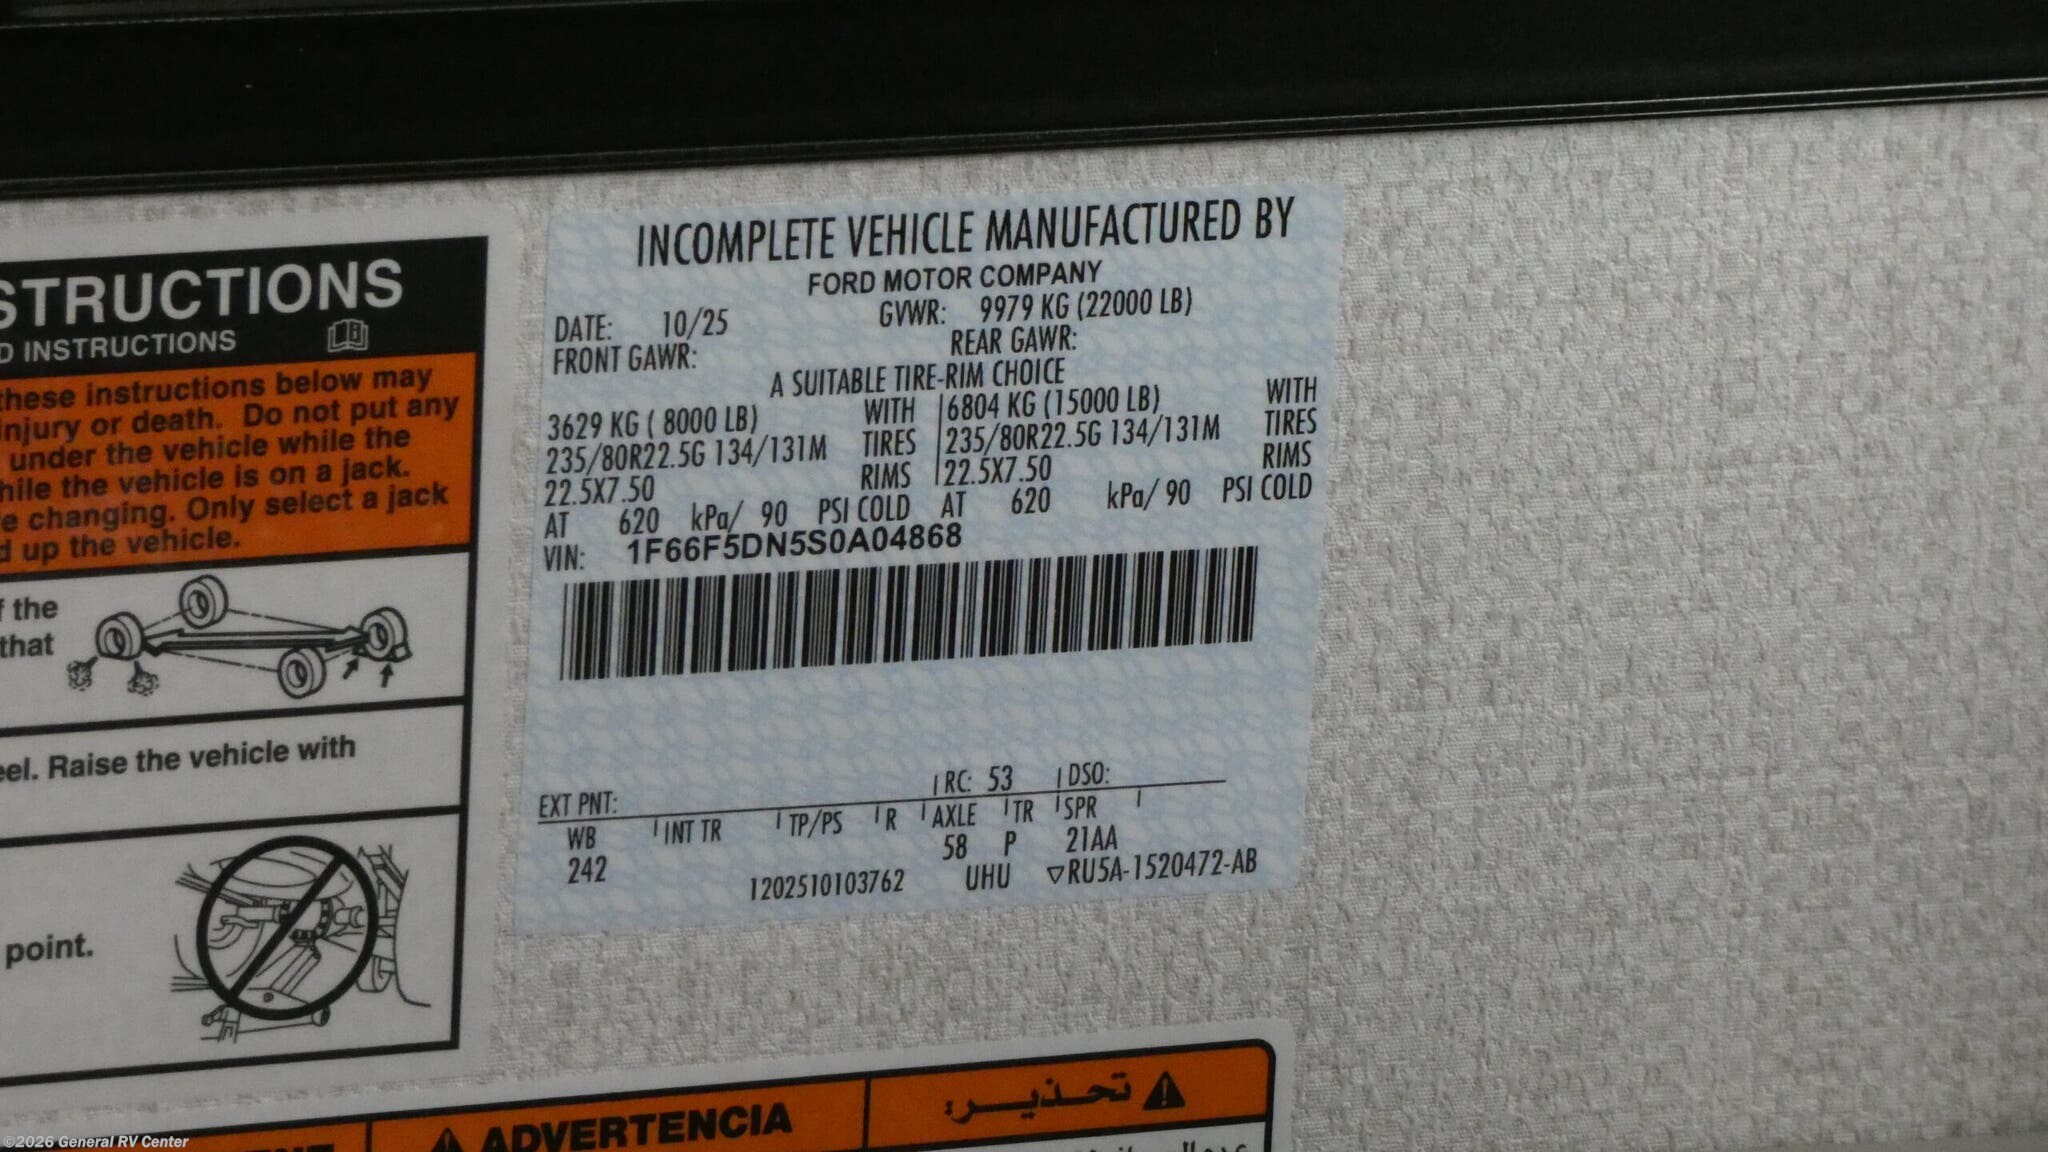 STRUCTIONS
D INSTRUCTIONS
these instructions below may
injury or death. Do not put any
under the vehicle while the
hile the vehicle is on a jack.
e changing. Only select a jack
d up the vehicle.
f the
that
eel. Raise the vehicle with
point.
INCOMPLETE VEHICLE MANUFACTURED BY
FORD MOTOR COMPANY
DATE: 10/25 GVWR: 9979 KG (22000 LB)
FRONT GAWR: REAR GAWR:
A SUITABLE TIRE-RIM CHOICE
3629 KG ( 8000 LB) WITH 6804 KG (15000 LB) WITH
235/80R22.5G 134/131M TIRES 235/80R22.5G 134/131M TIRES
22.5X7.50 RIMS 22.5X7.50 RIMS
AT 620 kPa/ 90 PSI COLD AT 620 kPa/ 90 PSI COLD
VIN: 1F66F5DN5S0A04868
EXT PNT: RC: 53 DSO:
WB INT TR TP/PS R AXLE TR SPR
242 58 P 21AA
1202510103762 UHU ▽RU5A-1520472-AB
ADVERTENCIA
تحذير:
©2026 General RV Center